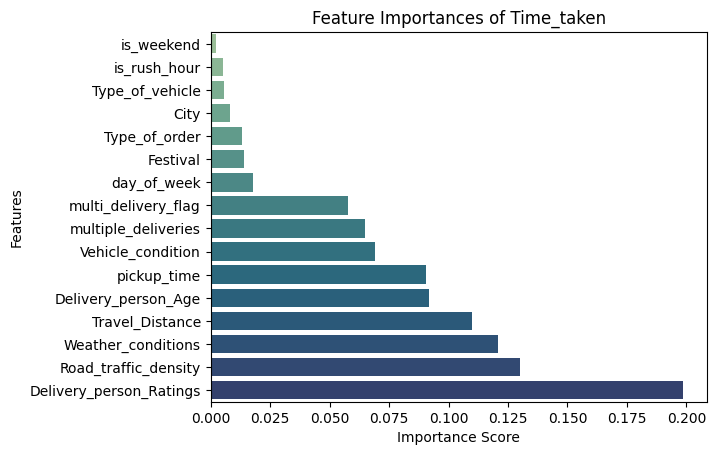 Feature Importances of Time_taken
Features
is_weekend
is_rush_hour
Type_of_vehicle
City
Type_of_order
Festival
day_of_week
multi_delivery_flag
multiple_deliveries
Vehicle_condition
pickup_time
Delivery_person_Age
Travel_Distance
Weather_conditions
Road_traffic_density
Delivery_person_Ratings
0.000 0.025 0.050 0.075 0.100 0.125 0.150 0.175 0.200
Importance Score